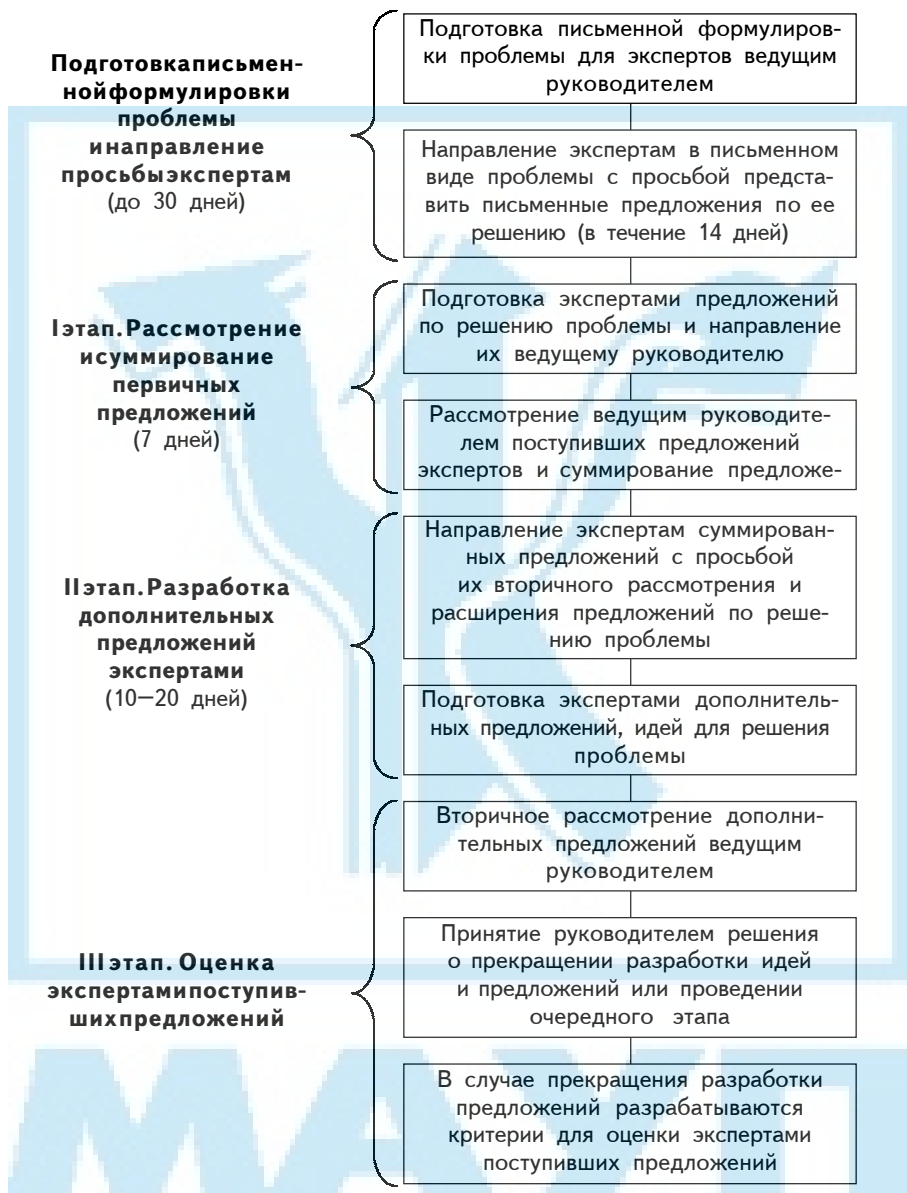 Подготовка письменной формулиров-
ки проблемы для экспертов ведущим
руководителем
Подготовкаписьмен-
нойформулировки
проблемы
инаправление
просьбыэкспертам
(до 30 дней)
Направление экспертам в письменном
виде проблемы с просьбой предста-
вить письменные предложения по ее
решению (в течение 14 дней)
Iэтап.Рассмотрение
исуммирование
первичных
предложений
(7 дней)
Подготовка экспертами предложений
по решению проблемы и направление
их ведущему руководителю
Рассмотрение ведущим руководите-
лем поступивших предложений
экспертов и суммирование предложе-
IIэтап.Разработка
дополнительных
предложений
экспертами
(10—20 дней)
Направление экспертам суммирован-
ных предложений с просьбой
их вторичного рассмотрения и
расширения предложений по реше-
нию проблемы
Подготовка экспертами дополнитель-
ных предложений, идей для решения
проблемы
IIIэтап. Оценка
экспертамипоступив-
шихпредложений
Вторичное рассмотрение дополни-
тельных предложений ведущим
руководителем
Принятие руководителем решения
о прекращении разработки идей
и предложений или проведении
очередного этапа
В случае прекращения разработки
предложений разрабатываются
критерии для оценки экспертами
поступивших предложений
МАУП